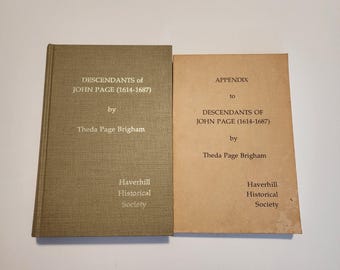 DESCENDANTS of
JOHN PAGE (1614-1687)
by
Theda Page Brigham
Haverhill
Historical
Society
APPENDIX
to
DESCENDANTS OF
JOHN PAGE (1614-1687)
by
Theda Page Brigham
Haverhill
Historical
Society